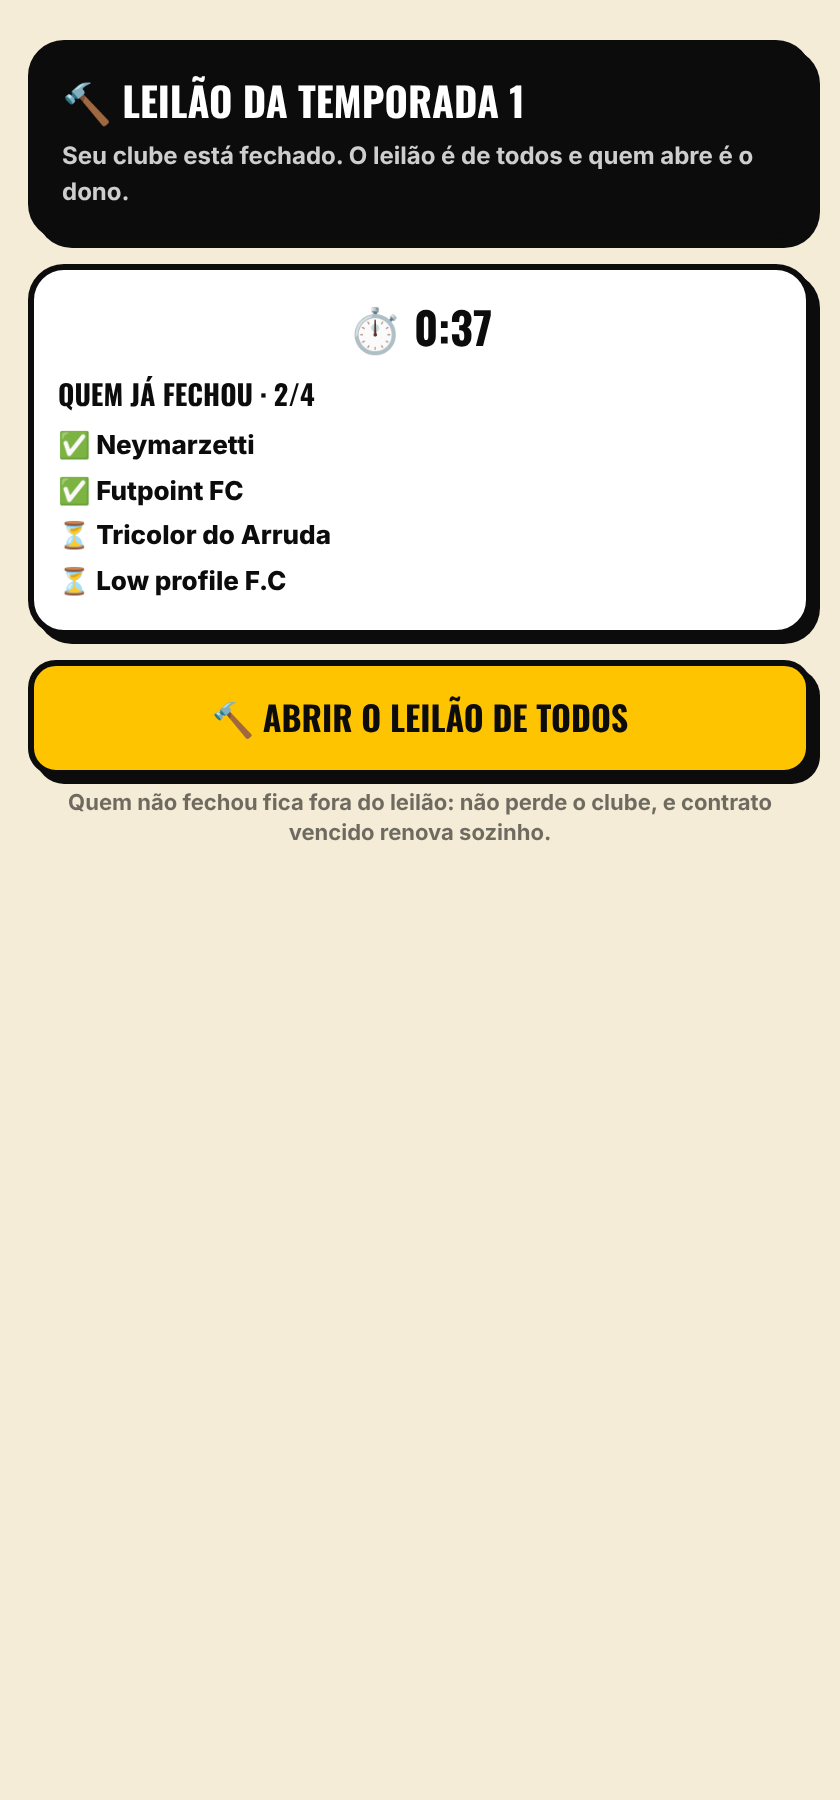 🔨 LEILÃO DA TEMPORADA 1
Seu clube está fechado. O leilão é de todos e quem abre é o
dono.
⏱️ 0:37
QUEM JÁ FECHOU · 2/4
✅ Neymarzetti
✅ Futpoint FC
⏳ Tricolor do Arruda
⏳ Low profile F.C
🔨 ABRIR O LEILÃO DE TODOS
Quem não fechou fica fora do leilão: não perde o clube, e contrato
vencido renova sozinho.